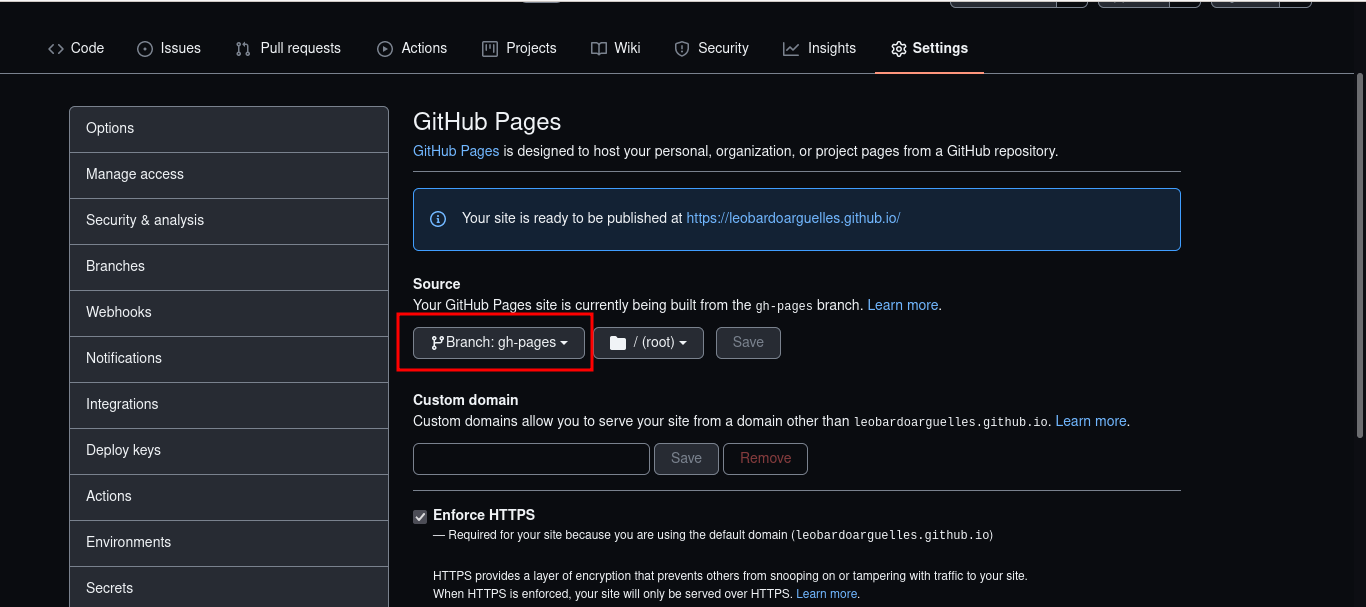 Code Issues Pull requests Actions Projects Wiki Security Insights Settings
Options
Manage access
Security & analysis
Branches
Webhooks
Notifications
Integrations
Deploy keys
Actions
Environments
Secrets
GitHub Pages
GitHub Pages is designed to host your personal, organization, or project pages from a GitHub repository.
Your site is ready to be published at https://leobardoarguelles.github.io/
Source
Your GitHub Pages site is currently being built from the gh-pages branch. Learn more.
Branch: gh-pages / (root) Save
Custom domain
Custom domains allow you to serve your site from a domain other than leobardoarguelles.github.io. Learn more.
Save Remove
Enforce HTTPS
— Required for your site because you are using the default domain (leobardoarguelles.github.io)
HTTPS provides a layer of encryption that prevents others from snooping on or tampering with traffic to your site.
When HTTPS is enforced, your site will only be served over HTTPS. Learn more.